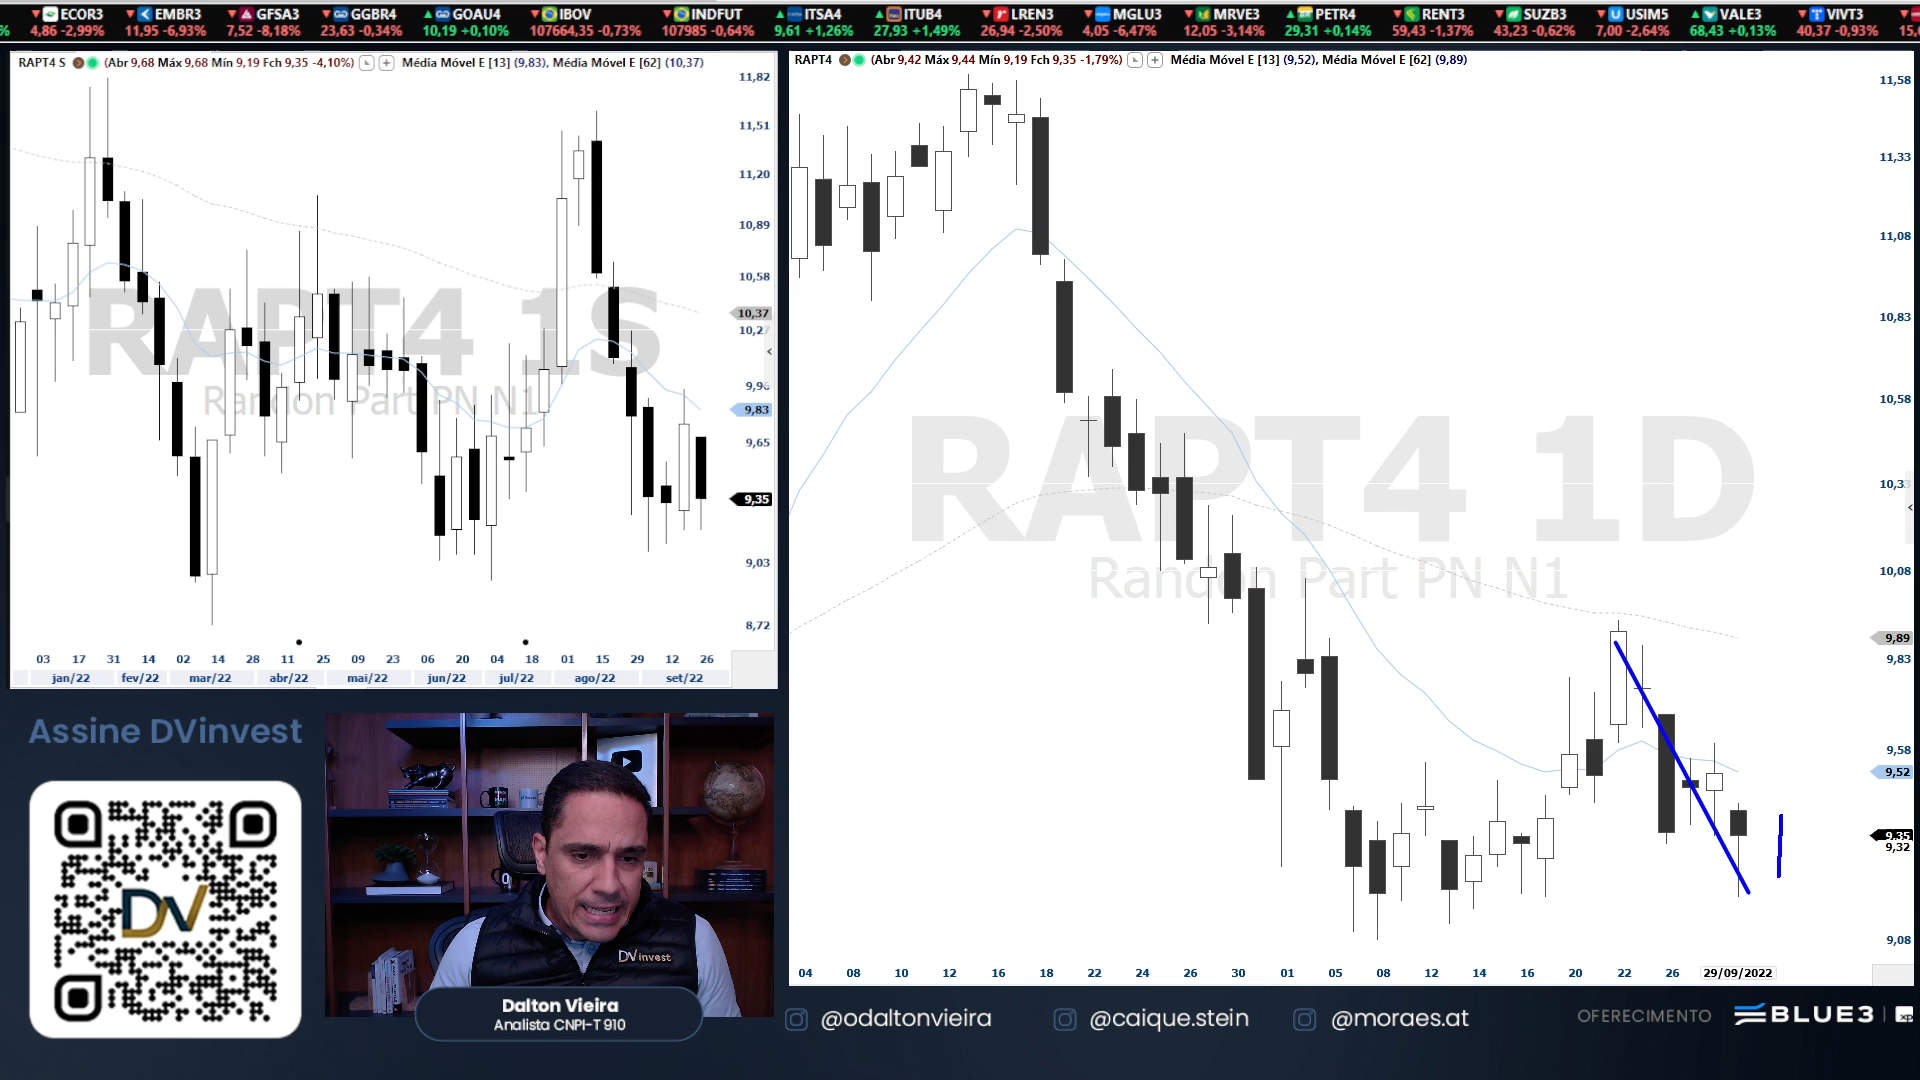 ECOR3 EMBR3 GFSA3 GGBR4 GOAU4 IBOV INDFUT ITSA4 ITUB4 LREN3 MGLU3 MRVE3 PETR4 RENT3 SUZB3 USIM5 VALE3 VIVT3
% 4,86 -2,99% 11,95 -6,93% 7,52 -8,18% 23,63 -0,34% 10,19 +0,10% 107664,35 -0,73% 107985 -0,64% 9,61 +1,26% 27,93 +1,49% 26,94 -2,50% 4,05 -6,47% 12,05 -3,14% 29,31 +0,14% 59,43 -1,37% 43,23 -0,62% 7,00 -2,64% 68,43 +0,13% 40,37 -0,93% 15,
RAPT4 S (Abr 9,68 Máx 9,68 Mín 9,19 Fch 9,35 -4,10%) Média Móvel E [13] (9,83), Média Móvel E [62] (10,37)
11,82
11,51
11,20
10,89
10,58
10,37
10,27
9,96
9,83
9,65
9,35
9,03
8,72
RAPT4 1S
Randon Part PN N1
03 17 31 14 02 14 28 11 25 09 23 06 20 04 18 01 15 29 12 26
jan/22 fev/22 mar/22 abr/22 mai/22 jun/22 jul/22 ago/22 set/22
RAPT4 (Abr 9,42 Máx 9,44 Mín 9,19 Fch 9,35 -1,79%) Média Móvel E [13] (9,52), Média Móvel E [62] (9,89)
11,58
11,33
11,08
10,83
10,58
10,33
10,08
9,89
9,83
9,58
9,52
9,35
9,32
9,08
RAPT4 1D
Randon Part PN N1
04 08 10 12 16 18 22 24 26 30 01 05 08 12 14 16 20 22 26 29/09/2022
Assine DVinvest
DV
DVinvest
Dalton Vieira
Analista CNPI-T 910
@odaltonvieira
@caique.stein
@moraes.at
OFERECIMENTO BLUE3 xp